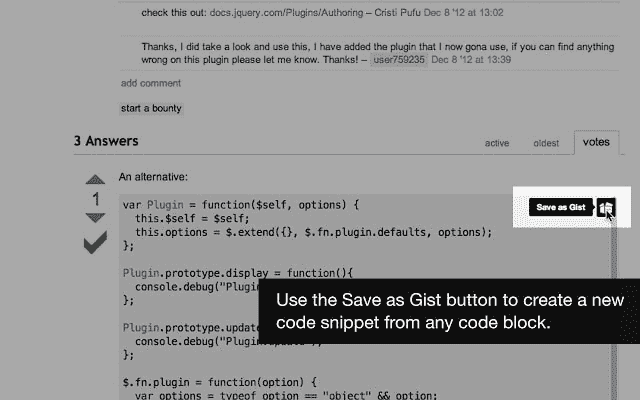 check this out: docs.jquery.com/Plugins/Authoring – Cristi Pufu Dec 8 '12 at 13:02
Thanks, I did take a look and use this, I have added the plugin that I now gona use, if you can find anything
wrong on this plugin please let me know. Thanks! – user759235 Dec 8 '12 at 13:39
add comment
start a bounty
3 Answers
active oldest votes
An alternative:
1
var Plugin = function($self, options) {
Save as Gist
this.$self = $self;
this.options = $.extend({}, $.fn.plugin.defaults, options);
};
Plugin.prototype.display = function(){
console.debug("Plugin
};
Use the Save as Gist button to create a new
code snippet from any code block.
Plugin.prototype.update
console.debug("Plugin.update");
};
$.fn.plugin = function(option) {
var options = typeof option == "object" && option;